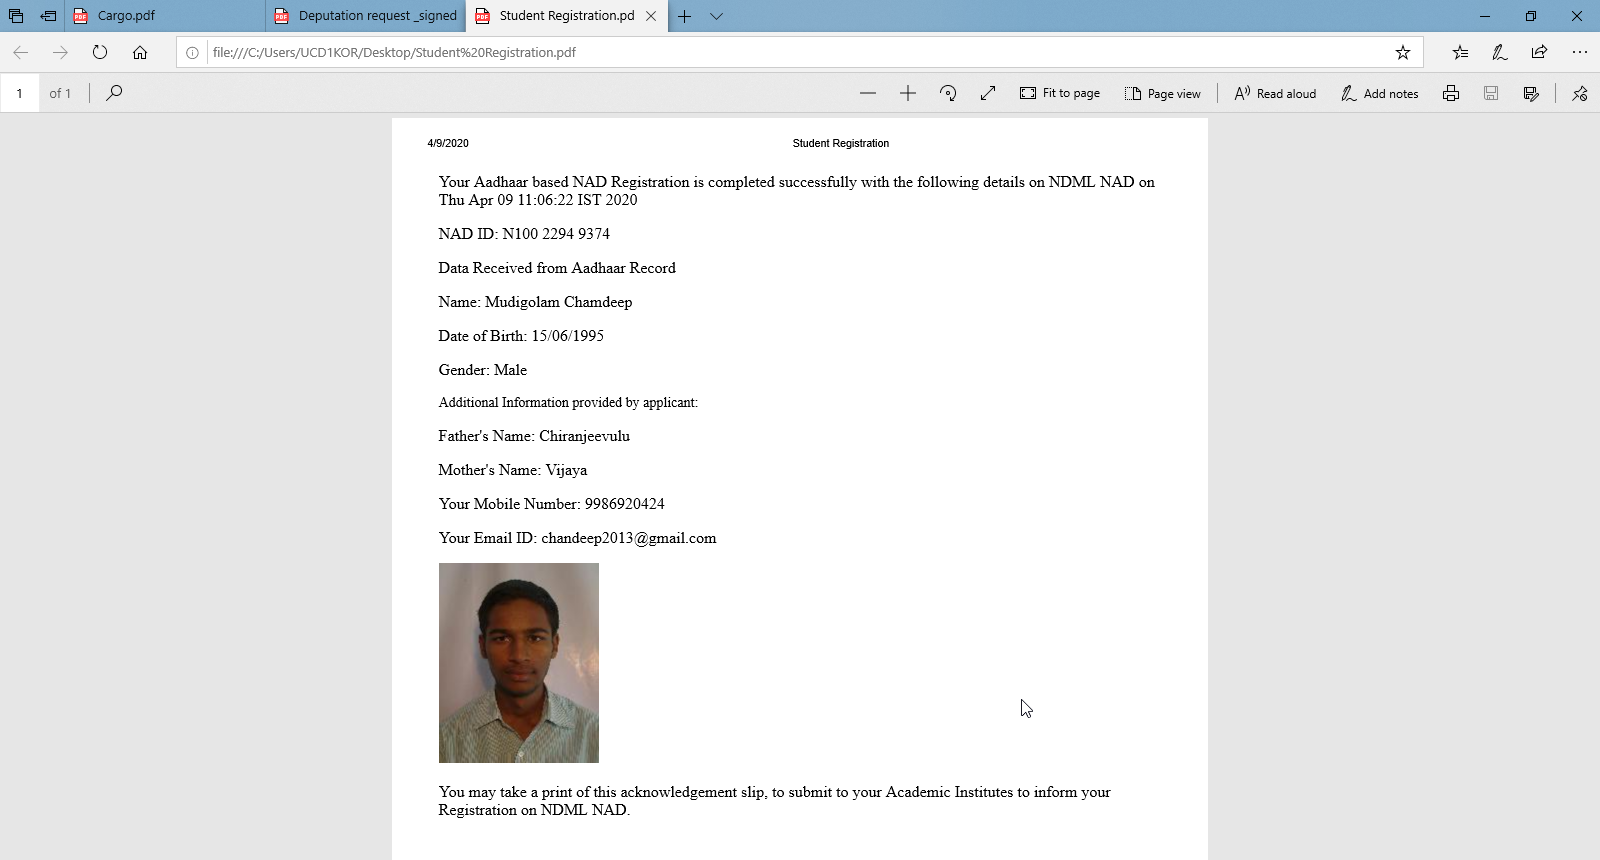 Cargo.pdf
Deputation request _signed
Student Registration.pd
file:///C:/Users/UCD1KOR/Desktop/Student%20Registration.pdf
1 of 1
Fit to page
Page view
Read aloud
Add notes
4/9/2020 Student Registration
Your Aadhaar based NAD Registration is completed successfully with the following details on NDML NAD on
Thu Apr 09 11:06:22 IST 2020
NAD ID: N100 2294 9374
Data Received from Aadhaar Record
Name: Mudigolam Chamdeep
Date of Birth: 15/06/1995
Gender: Male
Additional Information provided by applicant:
Father's Name: Chiranjeevulu
Mother's Name: Vijaya
Your Mobile Number: 9986920424
Your Email ID: chandeep2013@gmail.com
You may take a print of this acknowledgement slip, to submit to your Academic Institutes to inform your
Registration on NDML NAD.